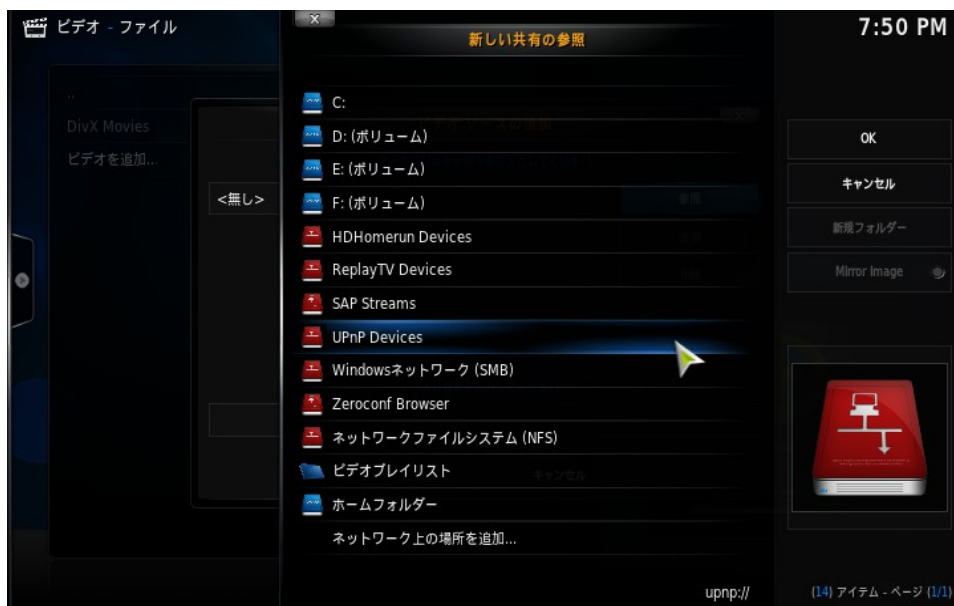 ビデオ - ファイル
新しい共有の参照
7:50 PM
..
DivX Movies
ビデオを追加...
<無し>
C:
D: (ボリューム)
E: (ボリューム)
F: (ボリューム)
HDHomerun Devices
ReplayTV Devices
SAP Streams
UPnP Devices
Windowsネットワーク (SMB)
Zeroconf Browser
ネットワークファイルシステム (NFS)
ビデオプレイリスト
ホームフォルダー
ネットワーク上の場所を追加...
キャンセル
OK
キャンセル
新規フォルダー
Mirror Image
upnp://
(14) アイテム - ページ (1/1)